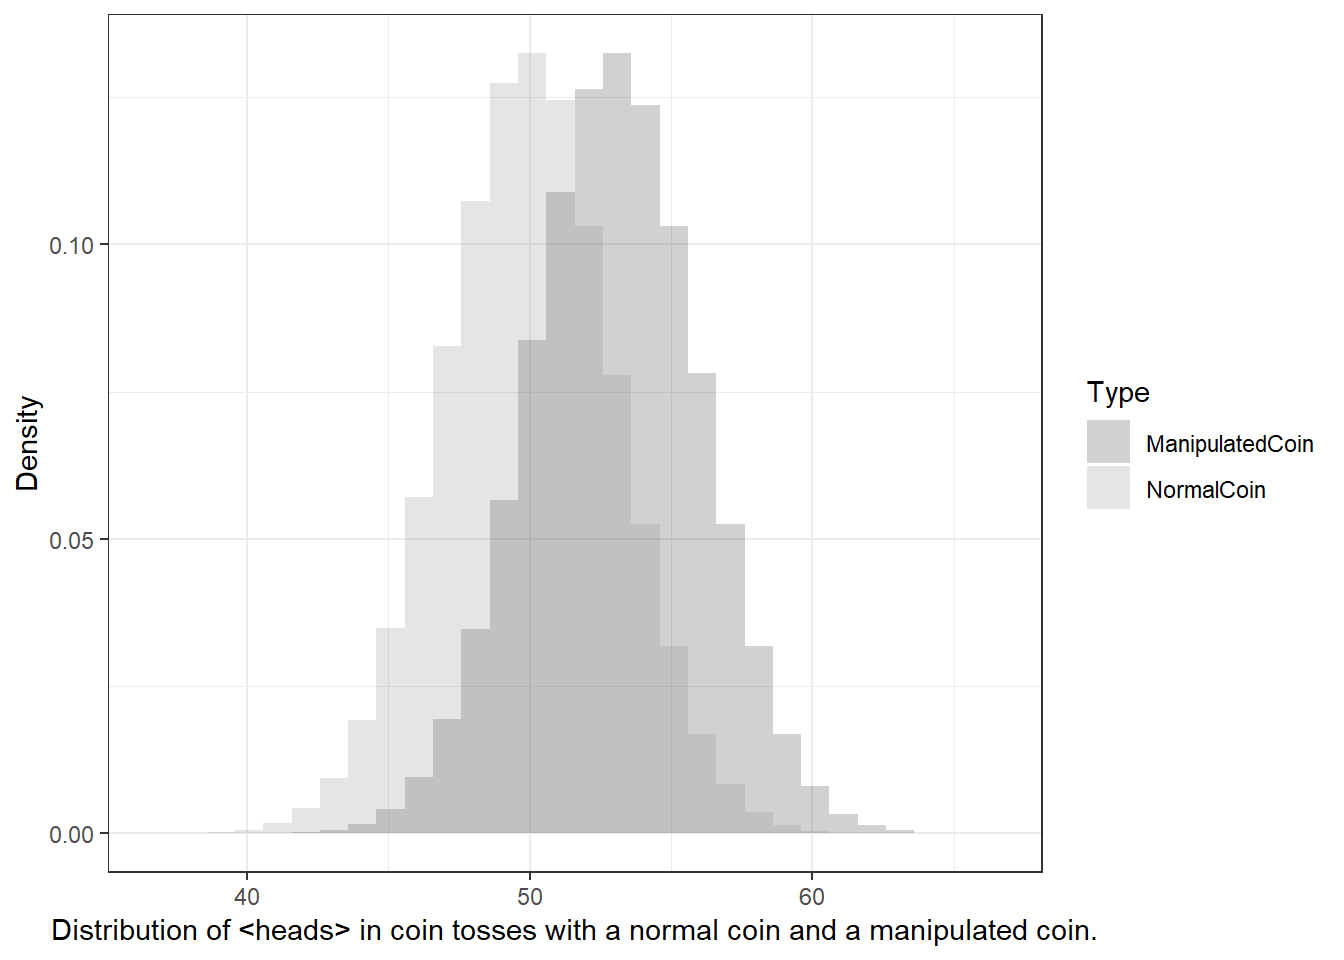 Density
0.10
0.05
0.00
40
50
60
Distribution of <heads> in coin tosses with a normal coin and a manipulated coin.
Type
ManipulatedCoin
NormalCoin